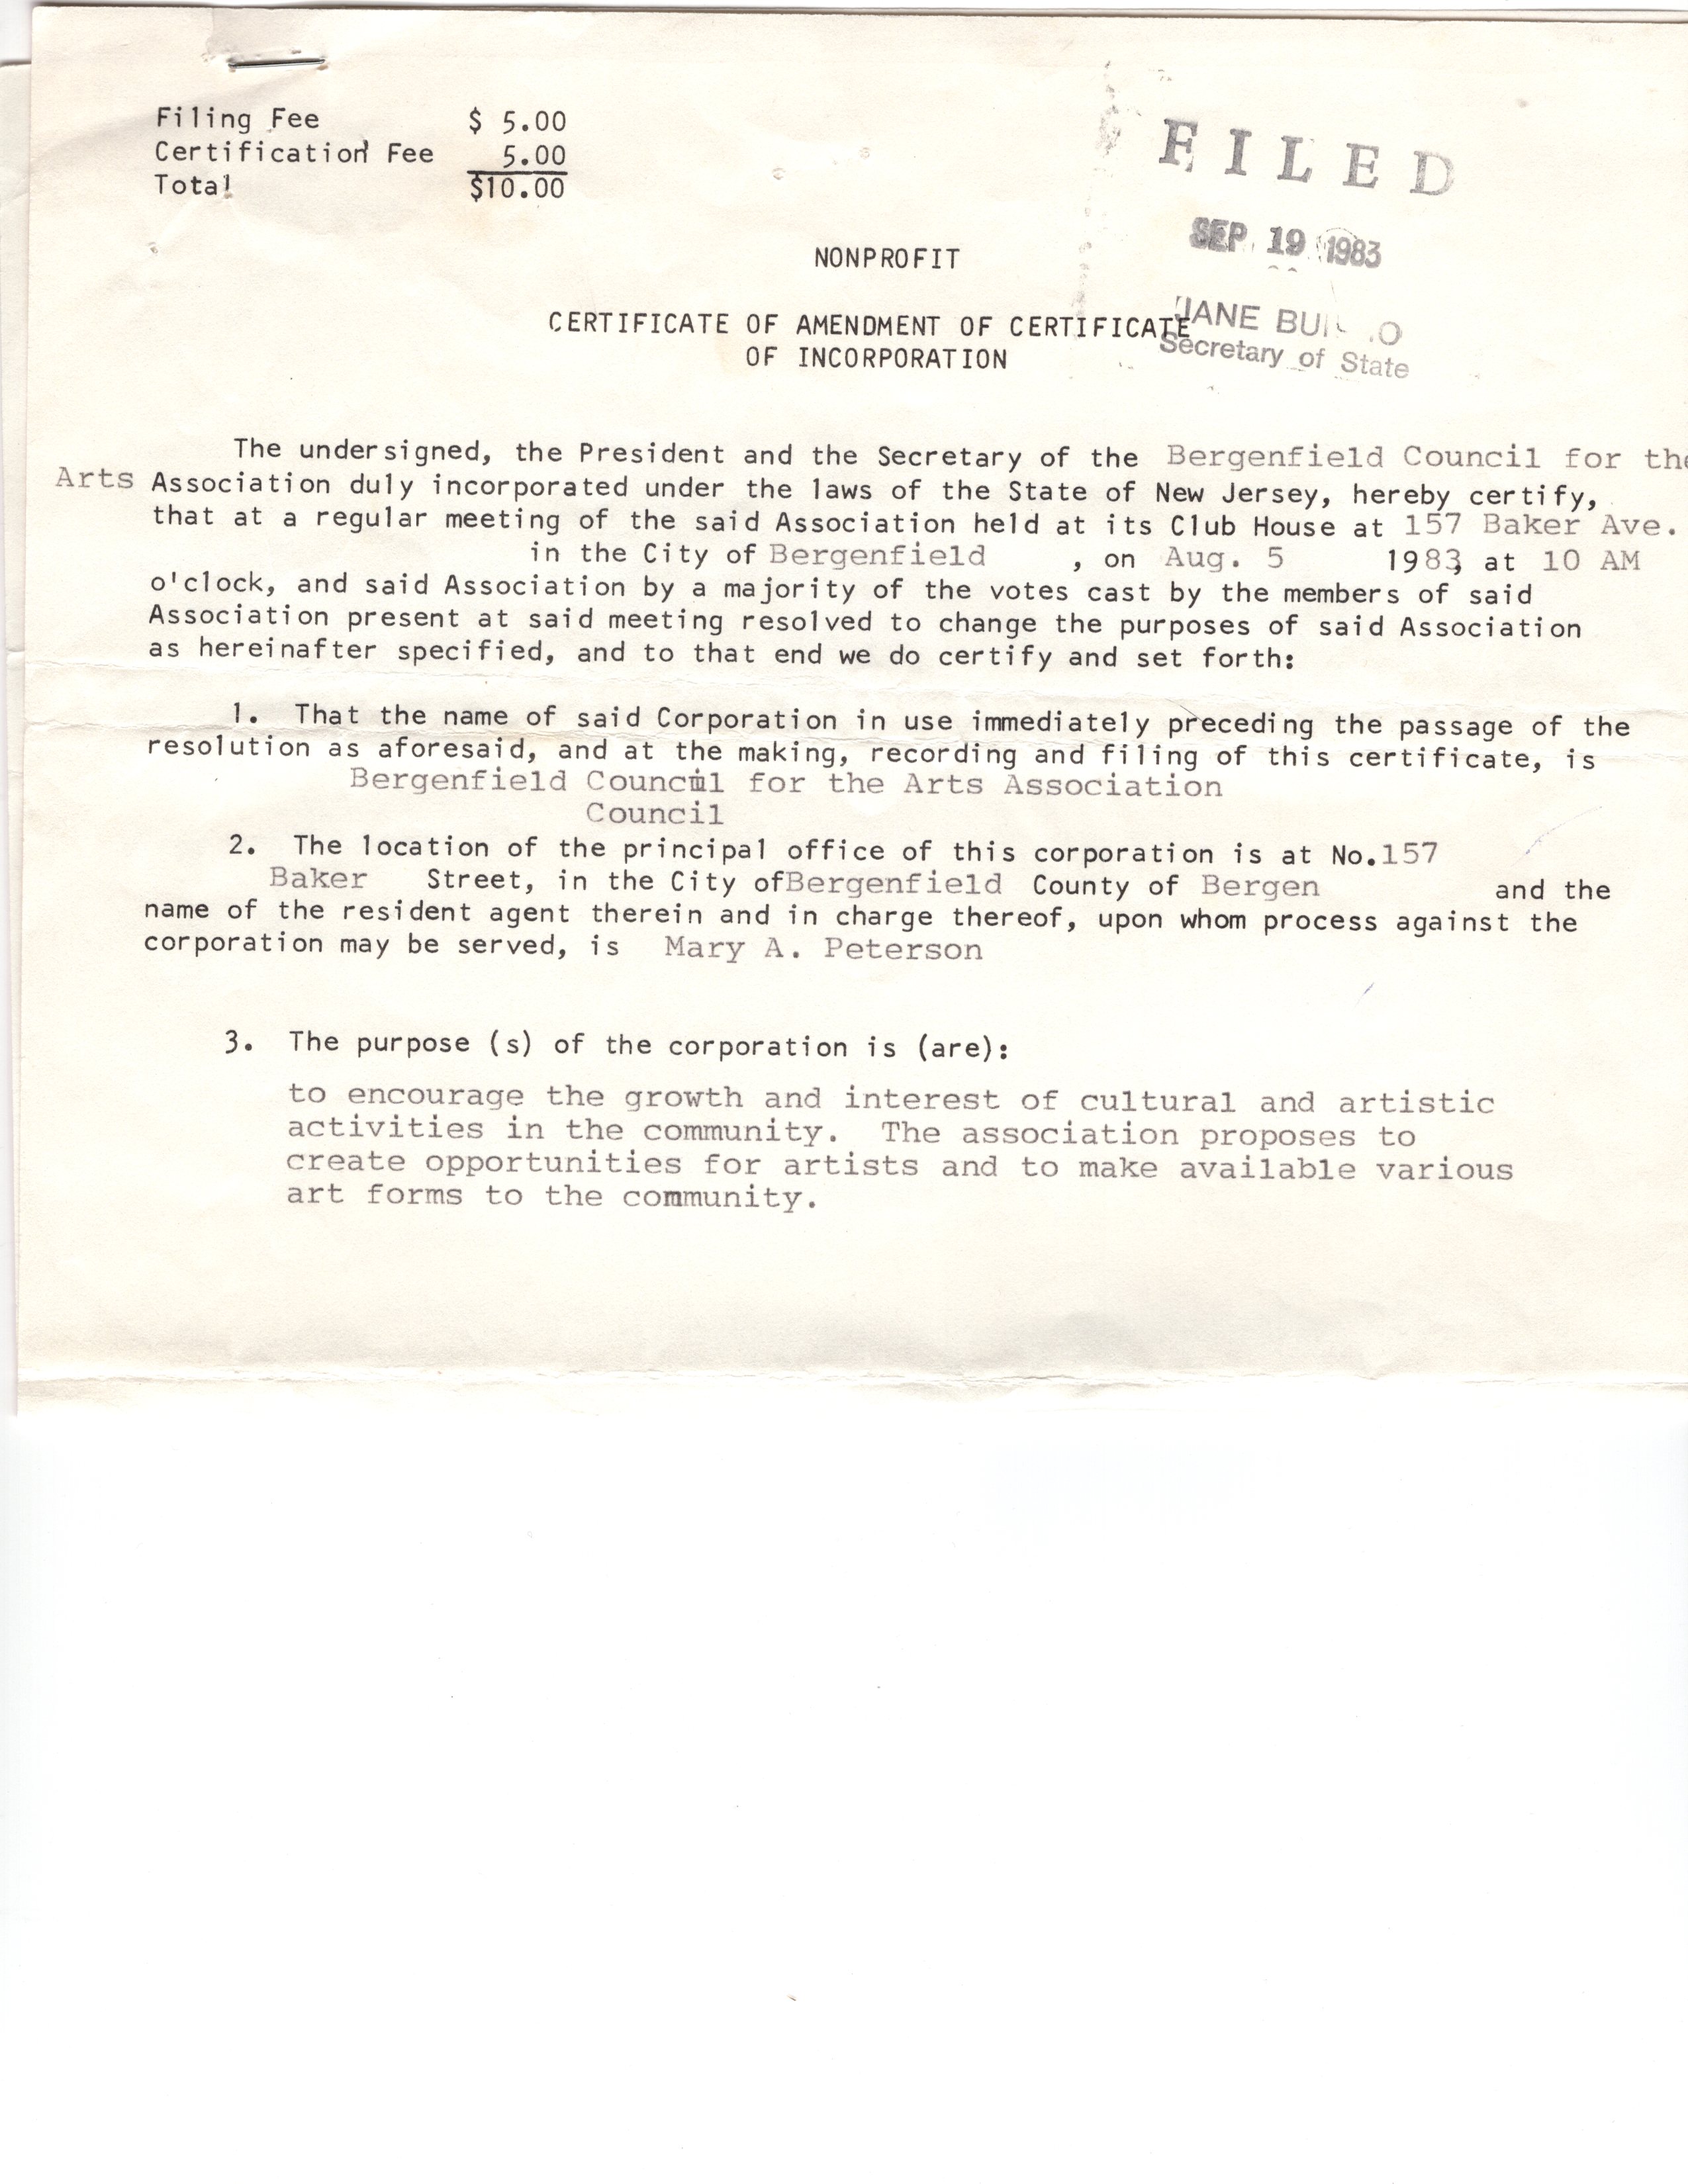 Filing Fee $ 5.00
Certification Fee 5.00
Total $10.00
FILED
SEP 19 1983
JANE
Secretary of State
NONPROFIT
CERTIFICATE OF AMENDMENT OF CERTIFICATE
OF INCORPORATION
The undersigned, the President and the Secretary of the Bergenfield Council for the
Arts Association duly incorporated under the laws of the State of New Jersey, hereby certify,
that at a regular meeting of the said Association held at its Club House at 157 Baker Ave.
in the City of Bergenfield , on Aug. 5 1983, at 10 AM
o'clock, and said Association by a majority of the votes cast by the members of said
Association present at said meeting resolved to change the purposes of said Association
as hereinafter specified, and to that end we do certify and set forth:
1. That the name of said Corporation in use immediately preceding the passage of the
resolution as aforesaid, and at the making, recording and filing of this certificate, is
Bergenfield Council for the Arts Association
Council
2. The location of the principal office of this corporation is at No.157
Baker Street, in the City ofBergenfield County of Bergen and the
name of the resident agent therein and in charge thereof, upon whom process against the
corporation may be served, is Mary A. Peterson
3. The purpose (s) of the corporation is (are):
to encourage the growth and interest of cultural and artistic
activities in the community. The association proposes to
create opportunities for artists and to make available various
art forms to the community.